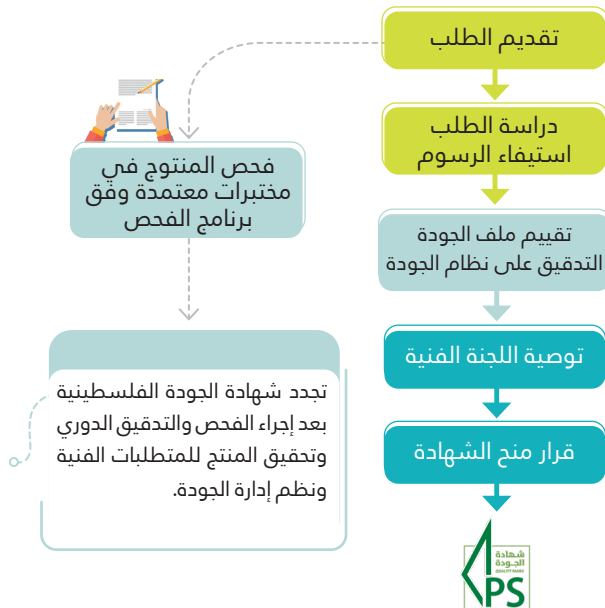 تقديم الطلب
دراسة الطلب
استيفاء الرسوم
تقييم ملف الجودة
التدقيق على نظام الجودة
توصية اللجنة الفنية
قرار منح الشهادة
شهادة
الجودة
QUALITY MARK
PS
فحص المنتوج في
مختبرات معتمدة وفق
برنامج الفحص
تجدد شهادة الجودة الفلسطينية
بعد إجراء الفحص والتدقيق الدوري
وتحقيق المنتج للمتطلبات الفنية
ونظم إدارة الجودة.